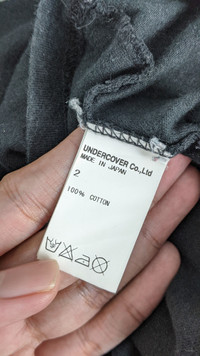 UNDERCOVER Co.,Ltd
MADE IN JAPAN
2
100% COTTON